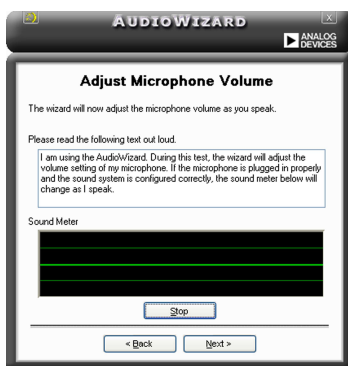 AUDIOWIZARD
ANALOG
DEVICES
Adjust Microphone Volume
The wizard will now adjust the microphone volume as you speak.
Please read the following text out loud.
I am using the AudioWizard. During this test, the wizard will adjust the
volume setting of my microphone. If the microphone is plugged in properly
and the sound system is configured correctly, the sound meter below will
change as I speak.
Sound Meter
Stop
< Back Next >